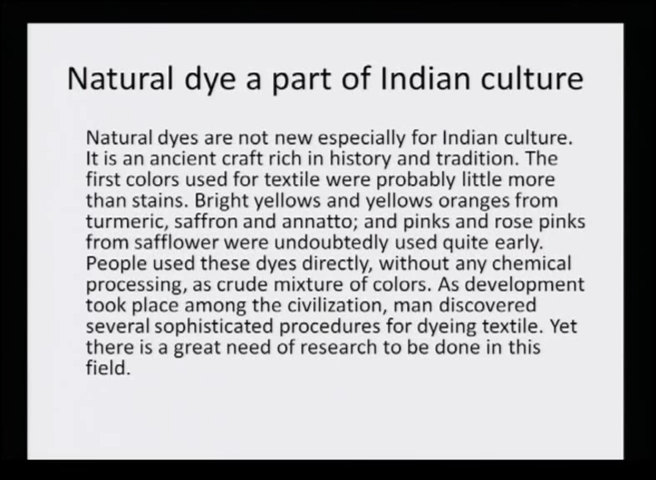 Natural dye a part of Indian culture
Natural dyes are not new especially for Indian culture.
It is an ancient craft rich in history and tradition. The
first colors used for textile were probably little more
than stains. Bright yellows and yellows oranges from
turmeric, saffron and annatto; and pinks and rose pinks
from safflower were undoubtedly used quite early.
People used these dyes directly, without any chemical
processing, as crude mixture of colors. As development
took place among the civilization, man discovered
several sophisticated procedures for dyeing textile. Yet
there is a great need of research to be done in this
field.